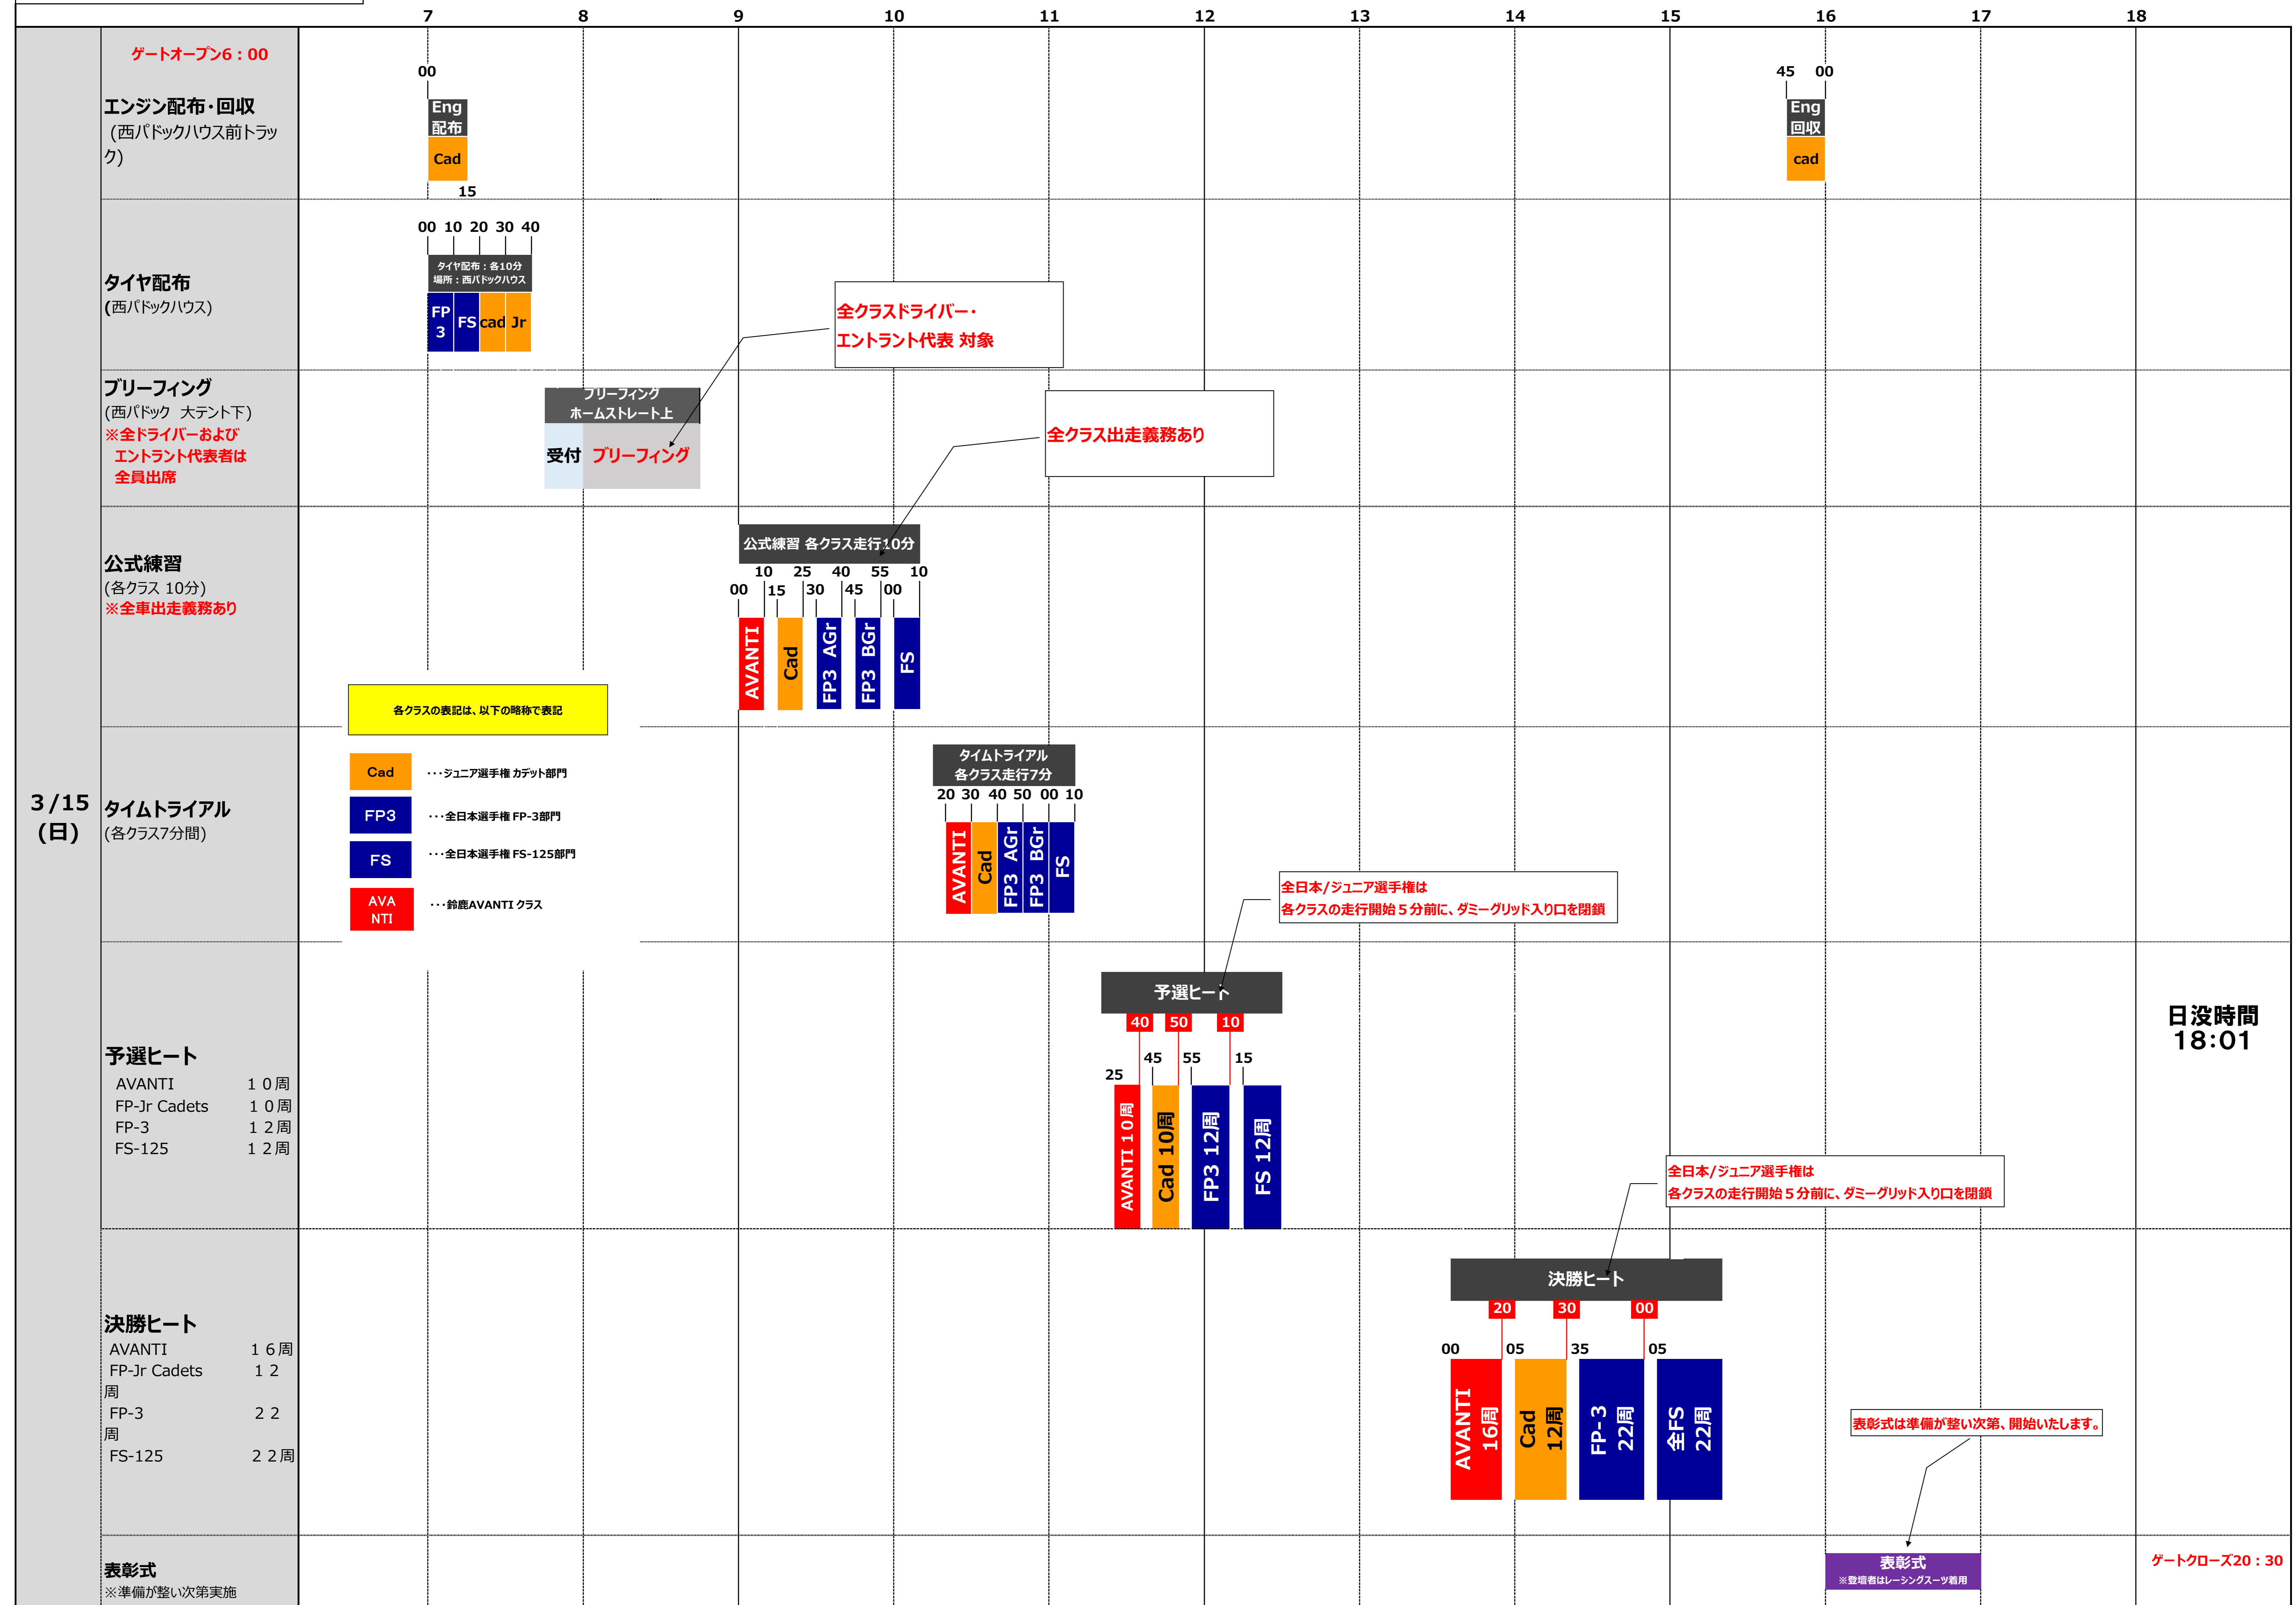 7 8 9 10 11 12 13 14 15 16 17 18
3/15
(日)
ゲートオープン6：00
エンジン配布・回収
(西パドックハウス前トラッ
ク)
00
Eng
配布
Cad
15
45 00
Eng
回収
cad
タイヤ配布
(西パドックハウス)
00 10 20 30 40
タイヤ配布：各10分
場所：西パドックハウス
FP
3
FS
cad
Jr
全クラスドライバー・
エントラント代表 対象
ブリーフィング
(西パドック 大テント下)
※全ドライバーおよび
エントラント代表者は
全員出席
ブリーフィング
ホームストレート上
受付 ブリーフィング
全クラス出走義務あり
公式練習
(各クラス 10分)
※全車出走義務あり
公式練習 各クラス走行10分
10 25 40 55 10
00 15 30 45 00
AVANTI
Cad
FP3 AGr
FP3 BGr
FS
各クラスの表記は、以下の略称で表記
Cad ・・・ジュニア選手権 カデット部門
FP3 ・・・全日本選手権 FP-3部門
FS ・・・全日本選手権 FS-125部門
AVA
NTI
・・・鈴鹿AVANTI クラス
タイムトライアル
(各クラス7分間)
タイムトライアル
各クラス走行7分
20 30 40 50 00 10
AVANTI
Cad
FP3 AGr
FP3 BGr
FS
全日本/ジュニア選手権は
各クラスの走行開始５分前に、ダミーグリッド入り口を閉鎖
予選ヒート
AVANTI １０周
FP-Jr Cadets １０周
FP-3 １２周
FS-125 １２周
予選ヒート
40 50 10
25 45 55 15
AVANTI １０周
Cad 10周
FP3 12周
FS 12周
日没時間
18:01
全日本/ジュニア選手権は
各クラスの走行開始５分前に、ダミーグリッド入り口を閉鎖
決勝ヒート
AVANTI １６周
FP-Jr Cadets １２
周
FP-3 ２２
周
FS-125 ２２周
決勝ヒート
20 30 00
00 05 35 05
AVANTI
16周
Cad
12周
FP-3
22周
全FS
22周
表彰式は準備が整い次第、開始いたします。
表彰式
※準備が整い次第実施
表彰式
※登壇者はレーシングスーツ着用
ゲートクローズ20：30